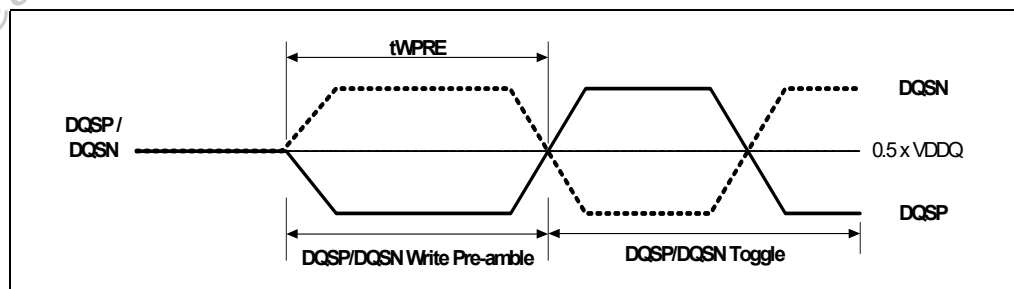 tWPRE
DQSN
DQSP /
DQSN
0.5 x VDDQ
DQSP
DQSP/DQSN Write Pre-amble
DQSP/DQSN Toggle